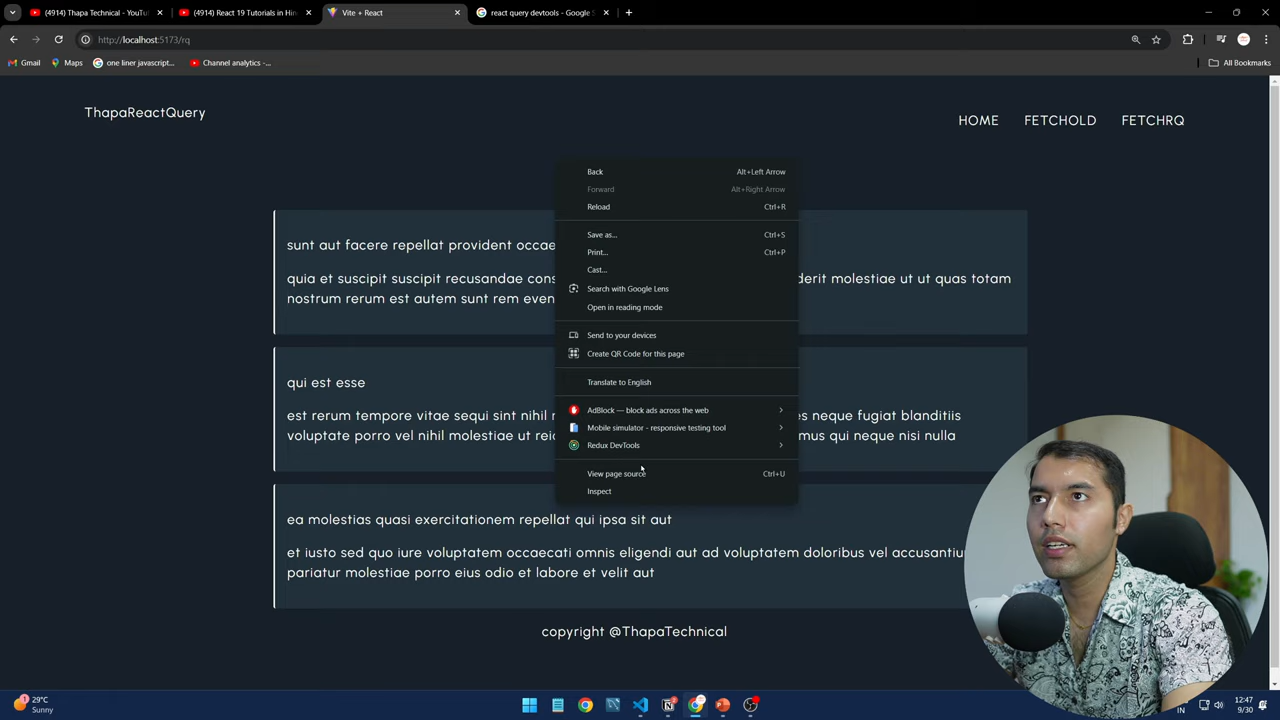 (4914) Thapa Technical - YouT
(4914) React 19 Tutorials in Hin
Vite + React
react query devtools - Google S
http://localhost:5173/rq
Gmail
Maps
one liner javascript...
Channel analytics -...
All Bookmarks
ThapaReactQuery
HOME
FETCHOLD
FETCHRQ
Back Alt+Left Arrow
Forward Alt+Right Arrow
Reload Ctrl+R
Save as... Ctrl+S
Print... Ctrl+P
Cast...
Search with Google Lens
Open in reading mode
Send to your devices
Create QR Code for this page
Translate to English
AdBlock — block ads across the web
Mobile simulator - responsive testing tool
Redux DevTools
View page source Ctrl+U
Inspect
sunt aut facere repellat provident occae
quia et suscipit suscipit recusandae cons derit molestiae ut ut quas totam
nostrum rerum est autem sunt rem even
qui est esse
est rerum tempore vitae sequi sint nihil r es neque fugiat blanditiis
voluptate porro vel nihil molestiae ut rei mus qui nisi nulla
ea molestias quasi exercitationem repellat qui ipsa sit aut
et iusto sed quo iure voluptatem occaecati omnis eligendi aut ad voluptatem doloribus vel accusantiu
pariatur molestiae porro eius odio et labore et velit aut
copyright @ThapaTechnical
1
29°C
Sunny
IN
12:47
9/30